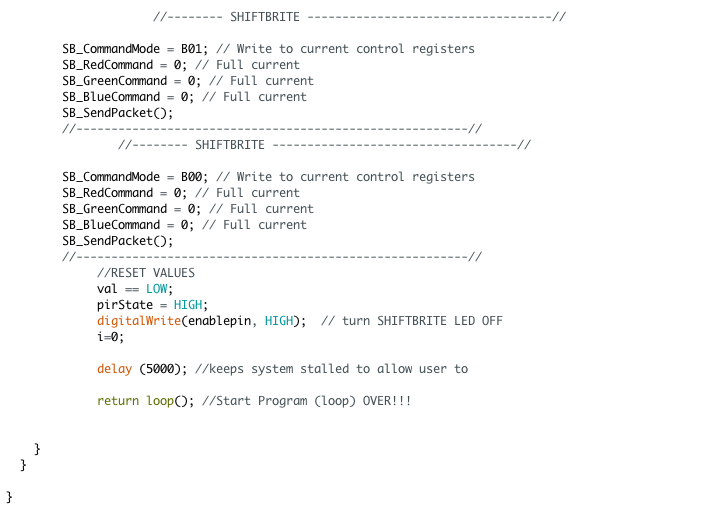 //-------- SHIFTBRITE -----------------------------------//
SB_CommandMode = B01; // Write to current control registers
SB_RedCommand = 0; // Full current
SB_GreenCommand = 0; // Full current
SB_BlueCommand = 0; // Full current
SB_SendPacket();
//--------------------------------------------------------//
//-------- SHIFTBRITE -----------------------------------//
SB_CommandMode = B00; // Write to current control registers
SB_RedCommand = 0; // Full current
SB_GreenCommand = 0; // Full current
SB_BlueCommand = 0; // Full current
SB_SendPacket();
//--------------------------------------------------------//
//RESET VALUES
val == LOW;
pirState = HIGH;
digitalWrite(enablepin, HIGH);  // turn SHIFTBRITE LED OFF
i=0;
delay (5000); //keeps system stalled to allow user to
return loop(); //Start Program (loop) OVER!!!
}
}
}